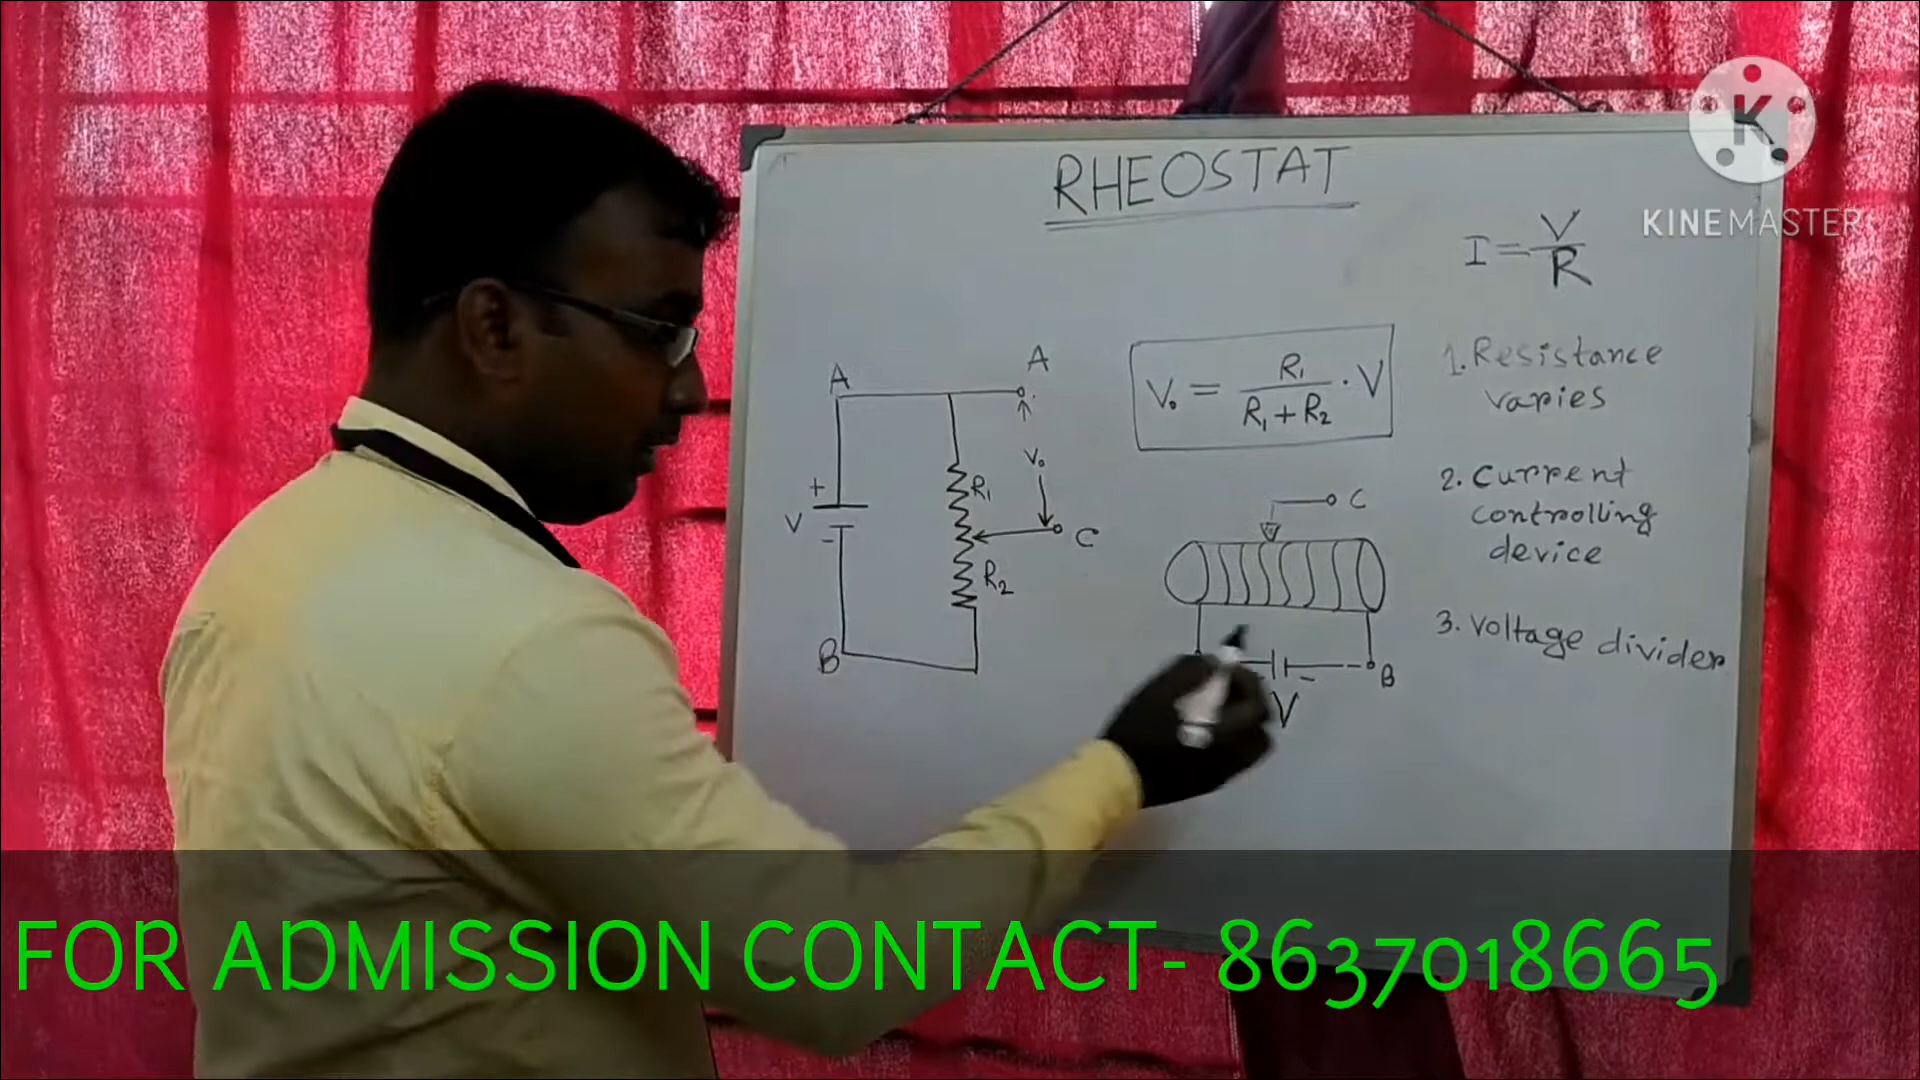 RHEOSTAT
K
KINEMASTER
I = V/R
A
A
+
V
-
B
R₁
R₂
V₀
C
V₀ = R₁/(R₁+R₂) · V
C
B
-
V
1. Resistance
varies
2. Current
controlling
device
3. Voltage divider
FOR ADMISSION CONTACT- 8637018665